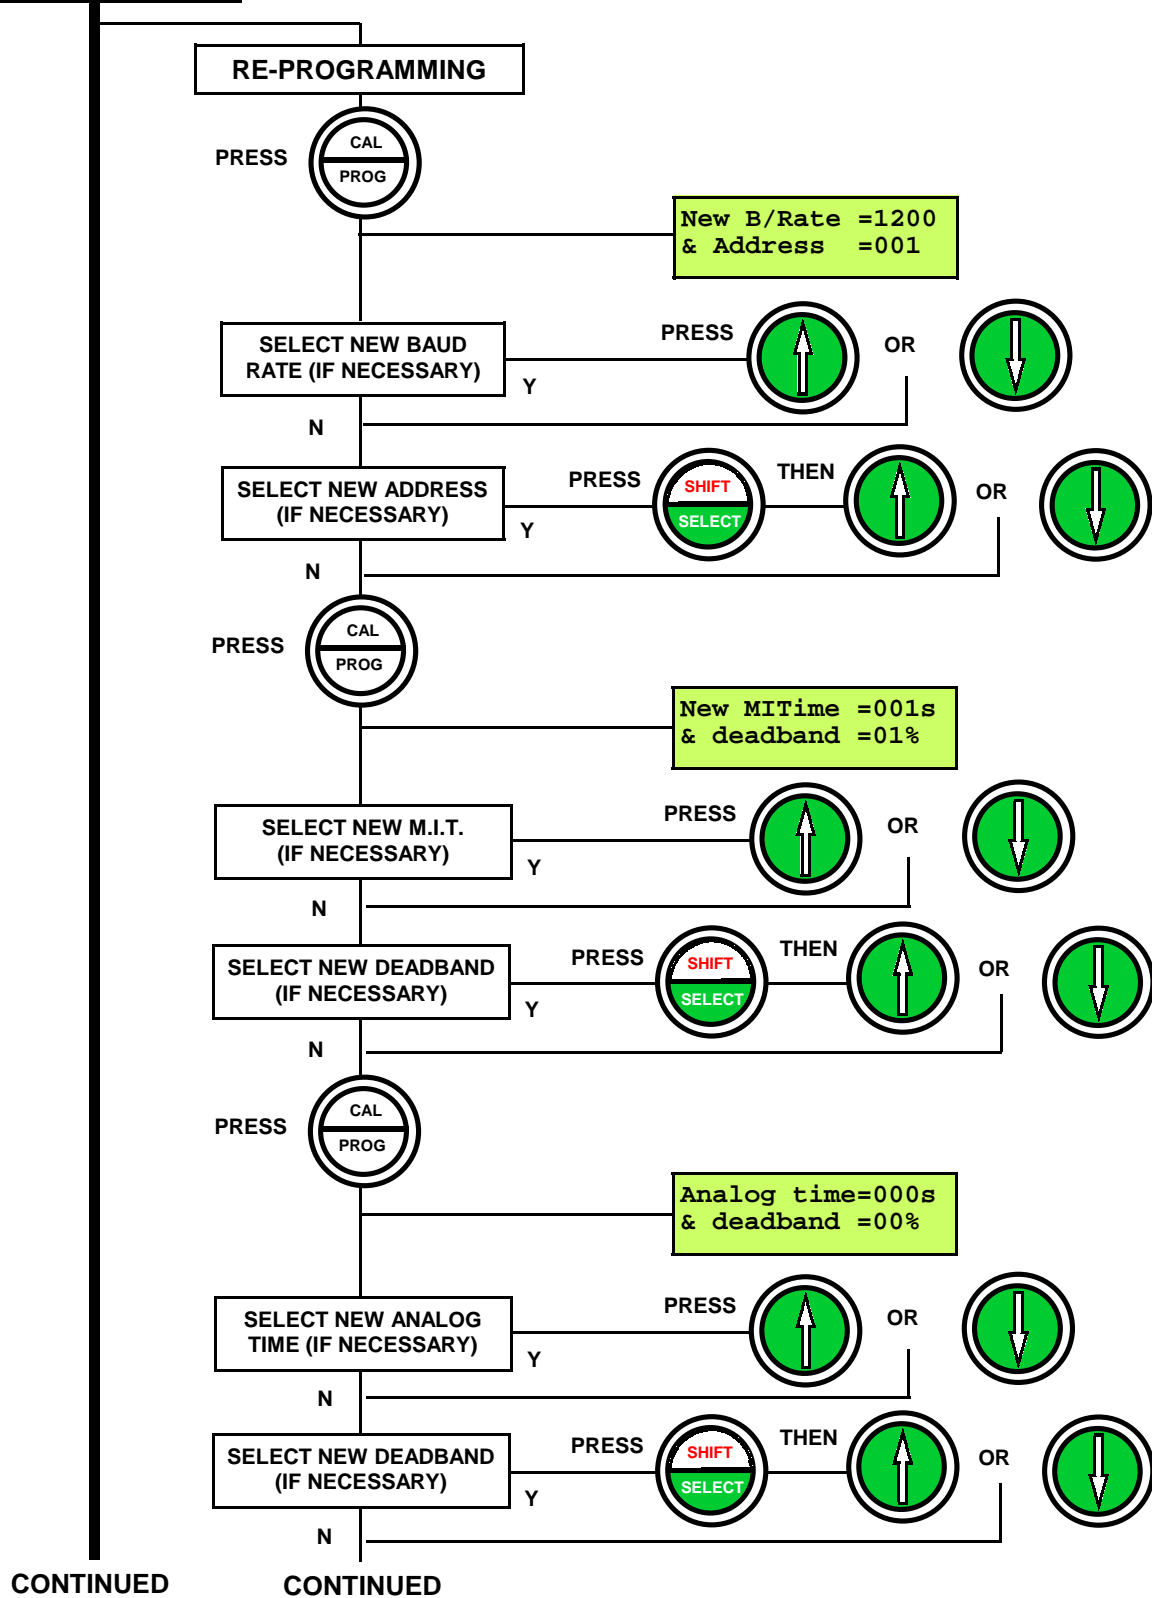 RE-PROGRAMMING
PRESS
CAL
PROG
New B/Rate =1200
& Address  =001
SELECT NEW BAUD
RATE (IF NECESSARY)
Y
PRESS
OR
N
SELECT NEW ADDRESS
(IF NECESSARY)
Y
PRESS
SHIFT
SELECT
THEN
OR
N
PRESS
CAL
PROG
New MITime =001s
& deadband =01%
SELECT NEW M.I.T.
(IF NECESSARY)
Y
PRESS
OR
N
SELECT NEW DEADBAND
(IF NECESSARY)
Y
PRESS
SHIFT
SELECT
THEN
OR
N
PRESS
CAL
PROG
Analog time=000s
& deadband =00%
SELECT NEW ANALOG
TIME (IF NECESSARY)
Y
PRESS
OR
N
SELECT NEW DEADBAND
(IF NECESSARY)
Y
PRESS
SHIFT
SELECT
THEN
OR
N
CONTINUED
CONTINUED